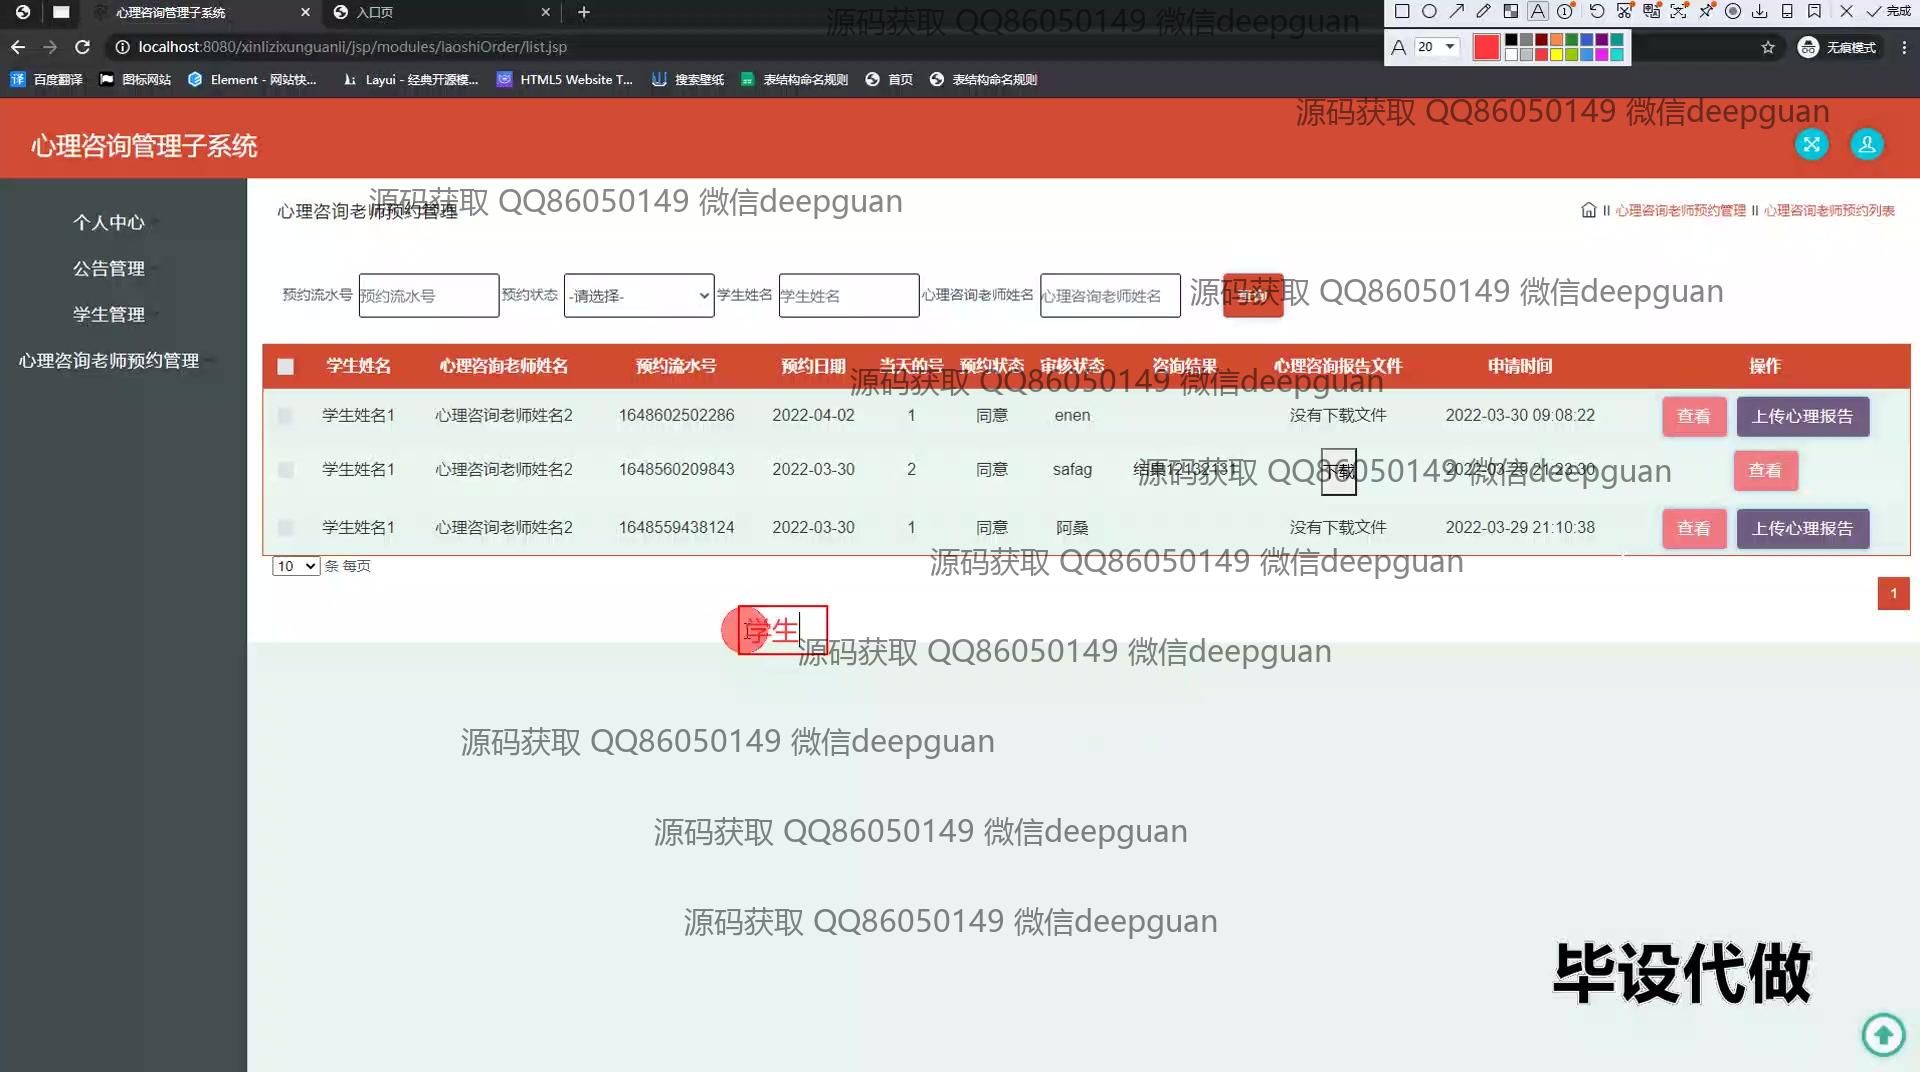 心理咨询管理子系统
入口页
源码获取 QQ86050149 微信deepguan
完成
localhost:8080/xinlizixunguanli/jsp/modules/laoshiOrder/list.jsp
A 20
无痕模式
百度翻译 图标网站 Element - 网站快... Layui - 经典开源模... HTML5 Website T... 搜索壁纸 表结构命名规则 首页 表结构命名规则
源码获取 QQ86050149 微信deepguan
心理咨询管理子系统
个人中心
公告管理
学生管理
心理咨询老师预约管理
心理咨询老师预约管理
源码获取 QQ86050149 微信deepguan
心理咨询老师预约管理 心理咨询老师预约列表
预约流水号 预约流水号 预约状态 -请选择- 学生姓名 学生姓名 心理咨询老师姓名 心理咨询老师姓名
源码获取 QQ86050149 微信deepguan
学生姓名 心理咨询老师姓名 预约流水号 预约日期 当天的号 预约状态 审核状态 咨询结果 心理咨询报告文件 申请时间 操作
源码获取 QQ86050149 微信deepguan
学生姓名1 心理咨询老师姓名2 1648602502286 2022-04-02 1 同意 enen 没有下载文件 2022-03-30 09:08:22 查看 上传心理报告
学生姓名1 心理咨询老师姓名2 1648560209843 2022-03-30 2 同意 safag 结果12132131 下载 2022-03-29 21:23:30 查看
源码获取 QQ86050149 微信deepguan
学生姓名1 心理咨询老师姓名2 1648559438124 2022-03-30 1 同意 阿桑 没有下载文件 2022-03-29 21:10:38 查看 上传心理报告
源码获取 QQ86050149 微信deepguan
10 条 每页
1
学生
源码获取 QQ86050149 微信deepguan
源码获取 QQ86050149 微信deepguan
源码获取 QQ86050149 微信deepguan
源码获取 QQ86050149 微信deepguan
毕设代做